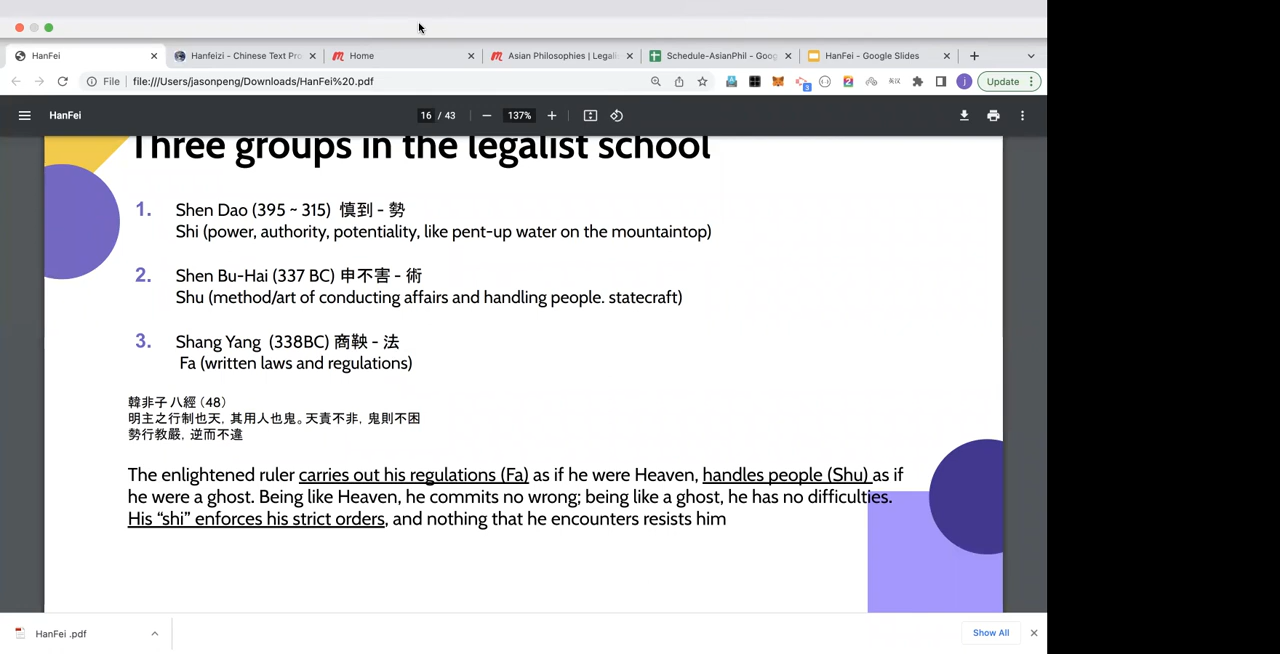 HanFei
Hanfeizi - Chinese Text Pro
Home
Asian Philosophies | Legali
Schedule-AsianPhil - Goog
HanFei - Google Slides
File
file:///Users/jasonpeng/Downloads/HanFei%20.pdf
3
2
j
Update
HanFei
16 / 43
137%
Three groups in the legalist school
1. Shen Dao (395 ~ 315) 慎到 - 勢
Shi (power, authority, potentiality, like pent-up water on the mountaintop)
2. Shen Bu-Hai (337 BC) 申不害 - 術
Shu (method/art of conducting affairs and handling people. statecraft)
3. Shang Yang (338BC) 商鞅 - 法
Fa (written laws and regulations)
韓非子 八經 (48)
明主之行制也天，其用人也鬼。天責不非，鬼則不困
勢行教嚴，逆而不違
The enlightened ruler carries out his regulations (Fa) as if he were Heaven, handles people (Shu) as if
he were a ghost. Being like Heaven, he commits no wrong; being like a ghost, he has no difficulties.
His “shi” enforces his strict orders, and nothing that he encounters resists him
HanFei .pdf
Show All